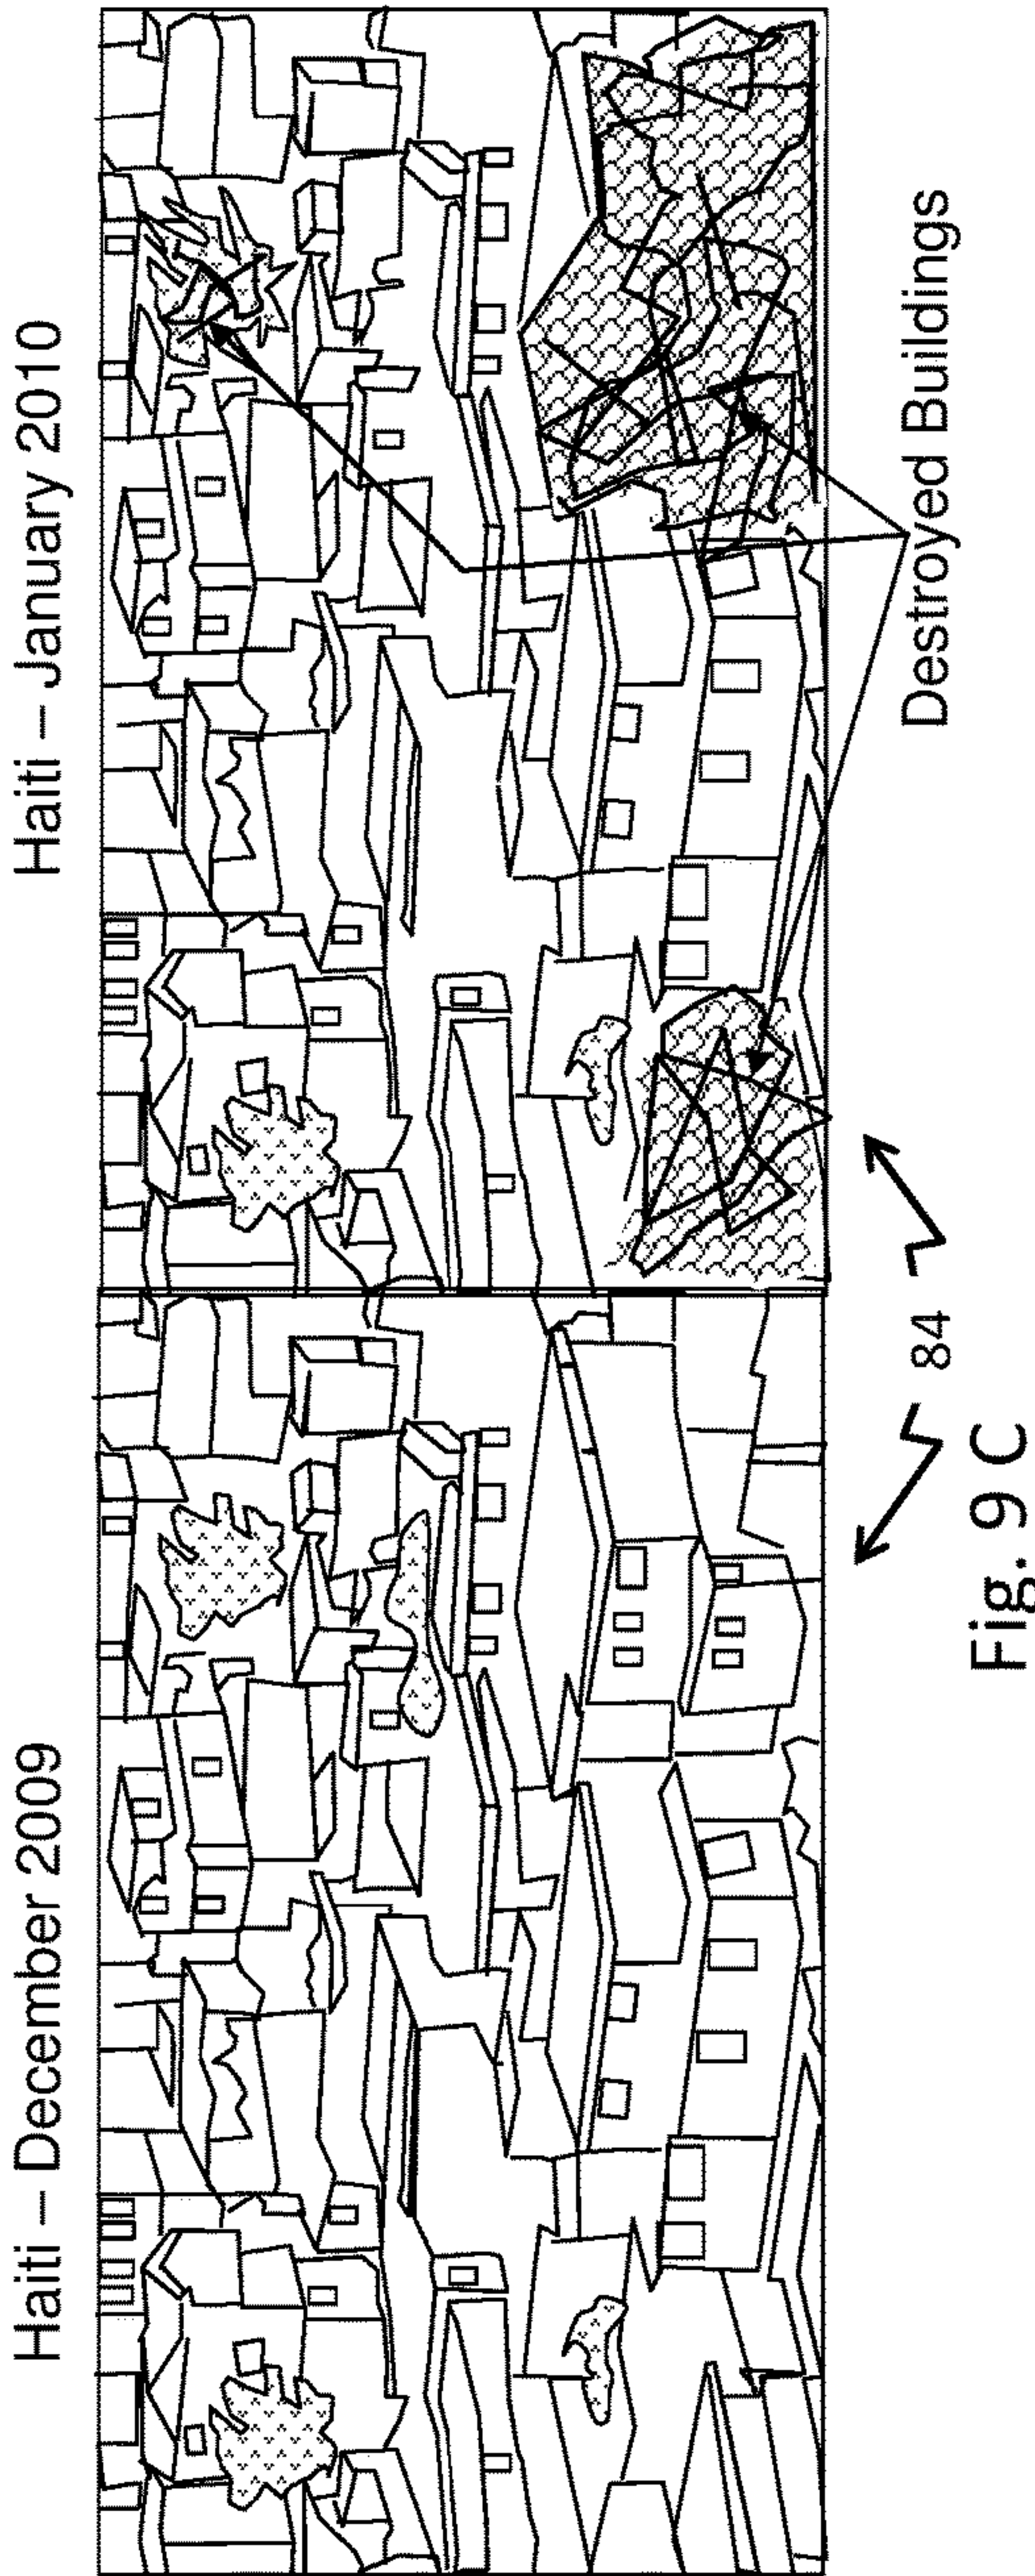 Haiti – December 2009
Haiti – January 2010
Destroyed Buildings
84
Fig. 9 C